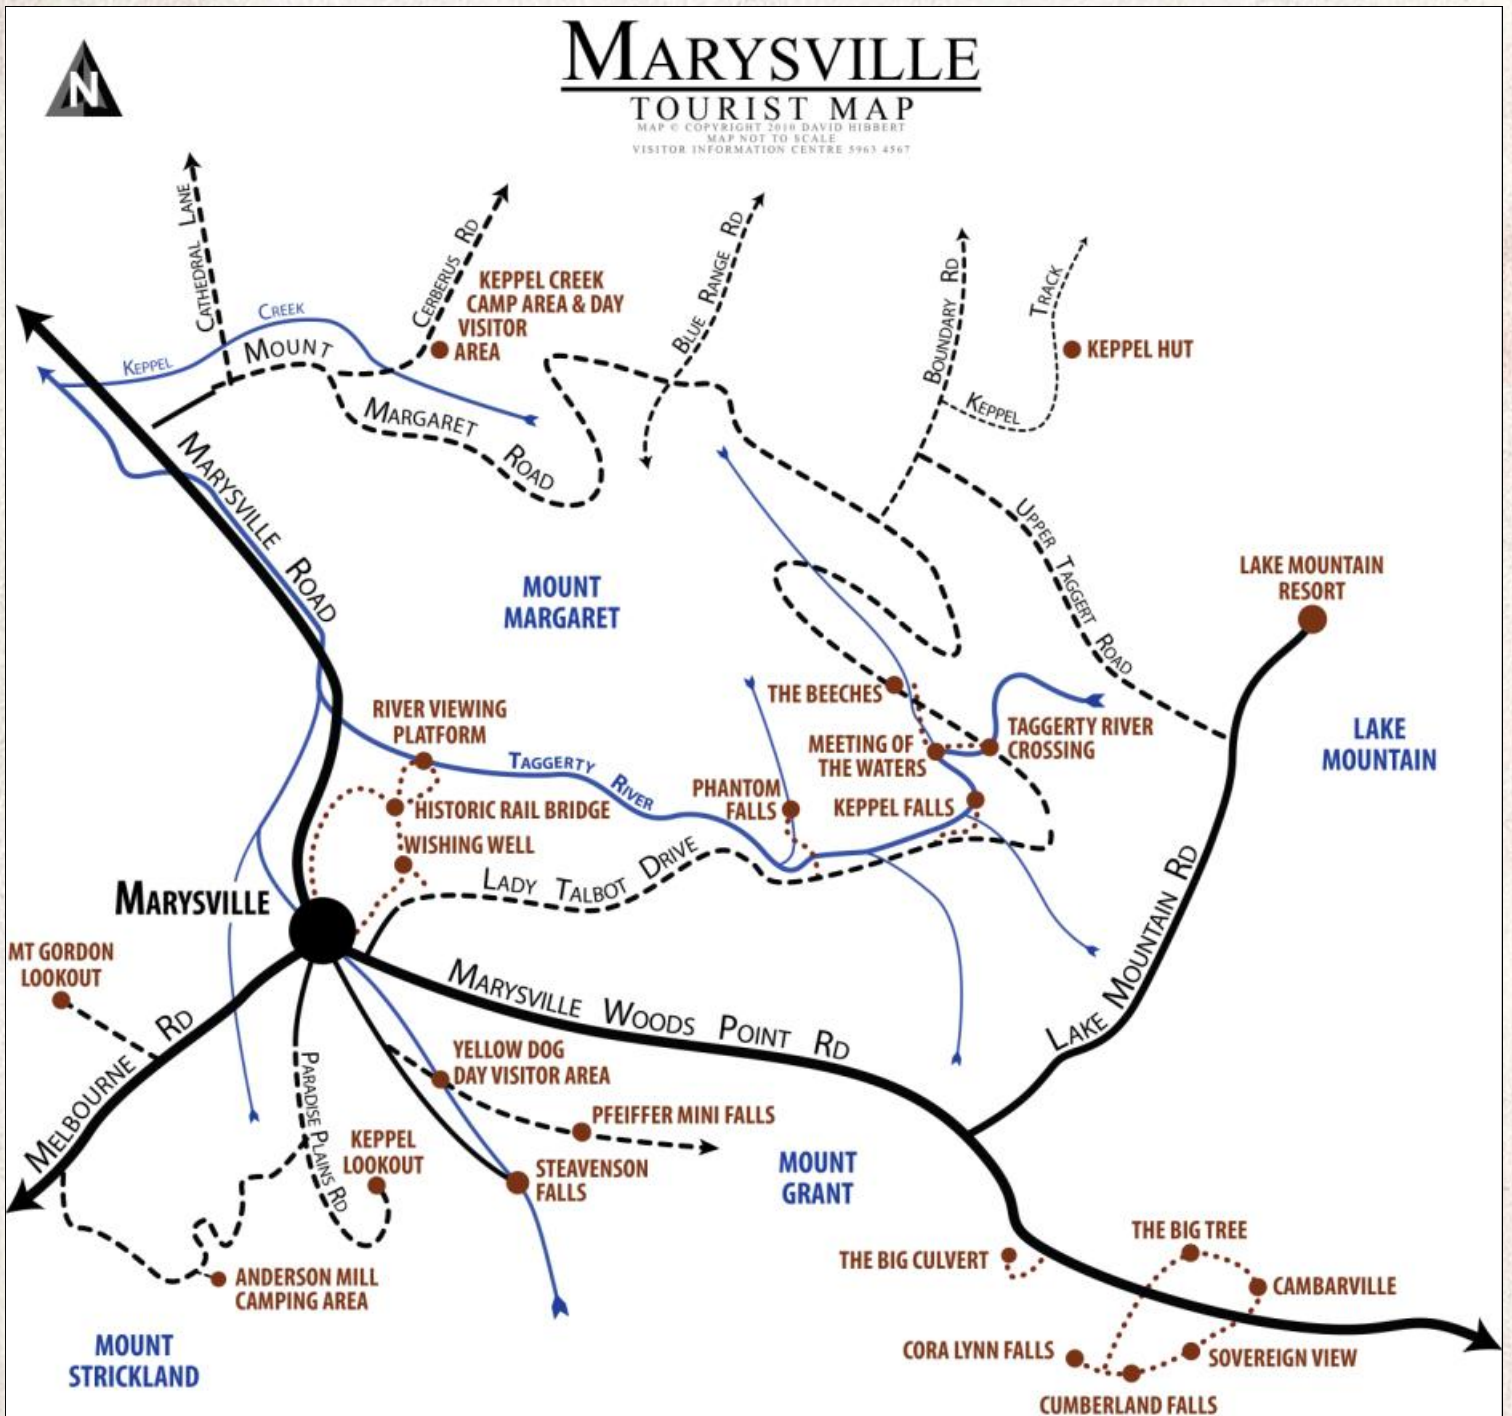 N
MARYSVILLE
TOURIST MAP
MAP © COPYRIGHT 2010 DAVID HIBBERT
MAP NOT TO SCALE
VISITOR INFORMATION CENTRE 5963 4567
CATHEDRAL LANE
CERBERUS RD
KEPPEL CREEK
CAMP AREA & DAY
VISITOR
AREA
BLUE RANGE RD
BOUNDARY RD
KEPPEL TRACK
KEPPEL HUT
KEPPEL CREEK
MOUNT MARGARET ROAD
MARYSVILLE ROAD
UPPER TAGGERT ROAD
MOUNT
MARGARET
LAKE MOUNTAIN
RESORT
LAKE
MOUNTAIN
THE BEECHES
RIVER VIEWING
PLATFORM
TAGGERTY RIVER
MEETING OF
THE WATERS
TAGGERTY RIVER
CROSSING
PHANTOM
FALLS
KEPPEL FALLS
HISTORIC RAIL BRIDGE
WISHING WELL
LADY TALBOT DRIVE
MARYSVILLE
LAKE MOUNTAIN RD
MT GORDON
LOOKOUT
MELBOURNE RD
MARYSVILLE WOODS POINT RD
PARADISE PLAINS RD
YELLOW DOG
DAY VISITOR AREA
PFEIFFER MINI FALLS
KEPPEL
LOOKOUT
STEAVENSON
FALLS
MOUNT
GRANT
ANDERSON MILL
CAMPING AREA
MOUNT
STRICKLAND
THE BIG CULVERT
THE BIG TREE
CAMBARVILLE
CORA LYNN FALLS
SOVEREIGN VIEW
CUMBERLAND FALLS